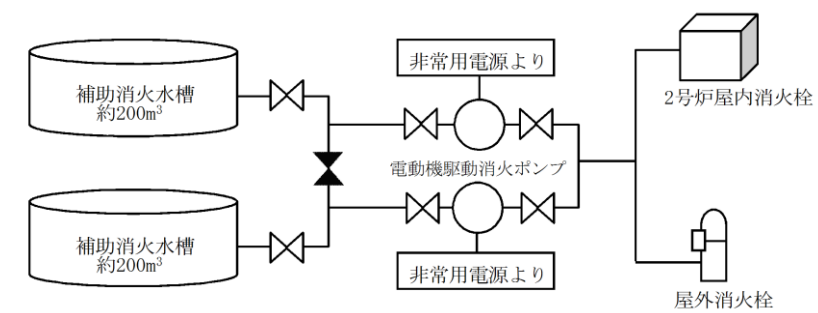 非常用電源より
補助消火水槽
約200m³
2号炉屋内消火栓
電動機駆動消火ポンプ
補助消火水槽
約200m³
非常用電源より
屋外消火栓